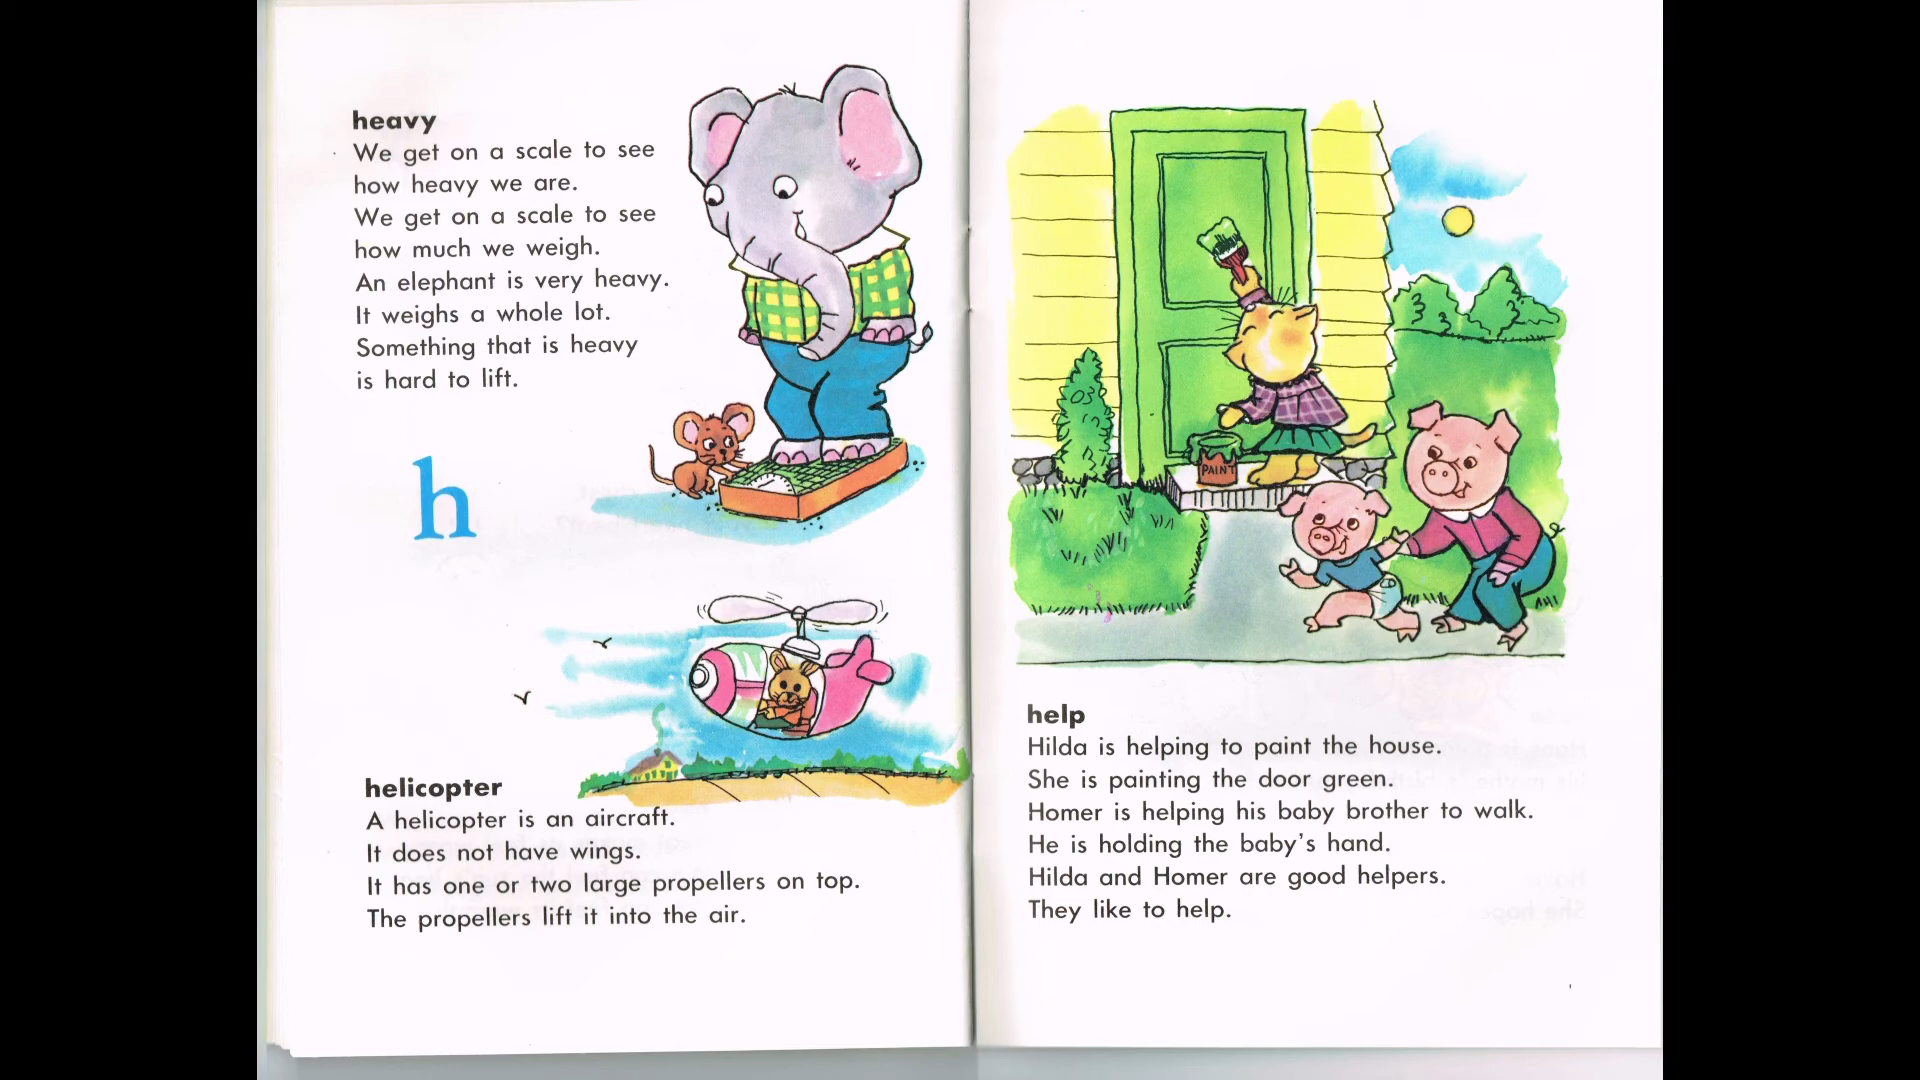 heavy
We get on a scale to see
how heavy we are.
We get on a scale to see
how much we weigh.
An elephant is very heavy.
It weighs a whole lot.
Something that is heavy
is hard to lift.
h
helicopter
A helicopter is an aircraft.
It does not have wings.
It has one or two large propellers on top.
The propellers lift it into the air.
PAINT
help
Hilda is helping to paint the house.
She is painting the door green.
Homer is helping his baby brother to walk.
He is holding the baby's hand.
Hilda and Homer are good helpers.
They like to help.